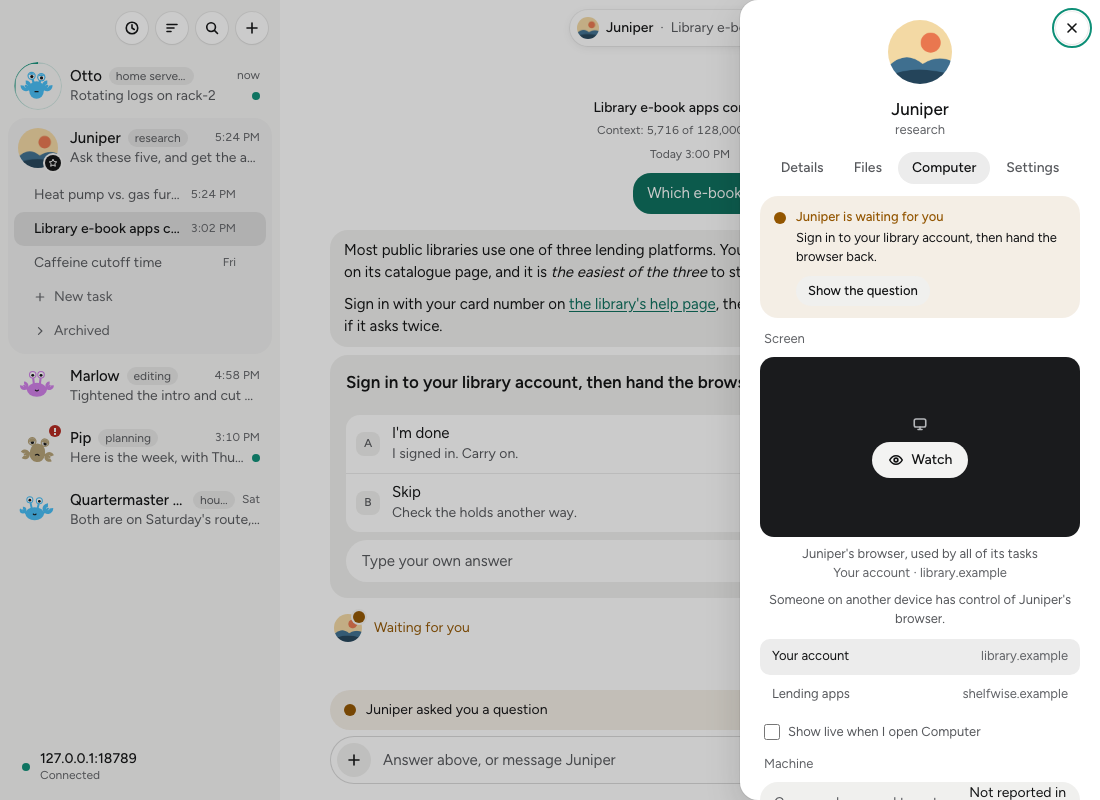 Otto home serve... now
Rotating logs on rack-2
Juniper research 5:24 PM
Ask these five, and get the a...
Heat pump vs. gas fur... 5:24 PM
Library e-book apps c... 3:02 PM
Caffeine cutoff time Fri
New task
Archived
Marlow editing 4:58 PM
Tightened the intro and cut ...
Pip planning 3:10 PM
Here is the week, with Thu...
Quartermaster ... hou... Sat
Both are on Saturday's route,...
127.0.0.1:18789
Connected
Juniper · Library e-b
Library e-book apps co
Context: 5,716 of 128,000
Today 3:00 PM
Which e-book
Most public libraries use one of three lending platforms. You
on its catalogue page, and it is the easiest of the three to st
Sign in with your card number on the library's help page, the
if it asks twice.
Sign in to your library account, then hand the brows
A I'm done
I signed in. Carry on.
B Skip
Check the holds another way.
Type your own answer
Waiting for you
Juniper asked you a question
Answer above, or message Juniper
Juniper
research
Details Files Computer Settings
Juniper is waiting for you
Sign in to your library account, then hand the
browser back.
Show the question
Screen
Watch
Juniper's browser, used by all of its tasks
Your account · library.example
Someone on another device has control of Juniper's
browser.
Your account library.example
Lending apps shelfwise.example
Show live when I open Computer
Machine
Not reported in